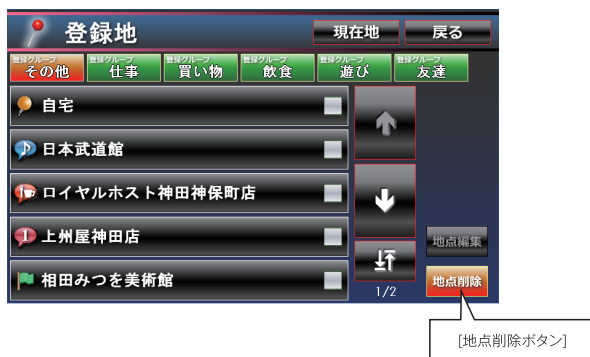 登録地
現在地
戻る
登録グループ
その他
登録グループ
仕事
登録グループ
買い物
登録グループ
飲食
登録グループ
遊び
登録グループ
友達
自宅
日本武道館
ロイヤルホスト神田神保町店
上州屋神田店
相田みつを美術館
地点編集
地点削除
1/2
[地点削除ボタン]